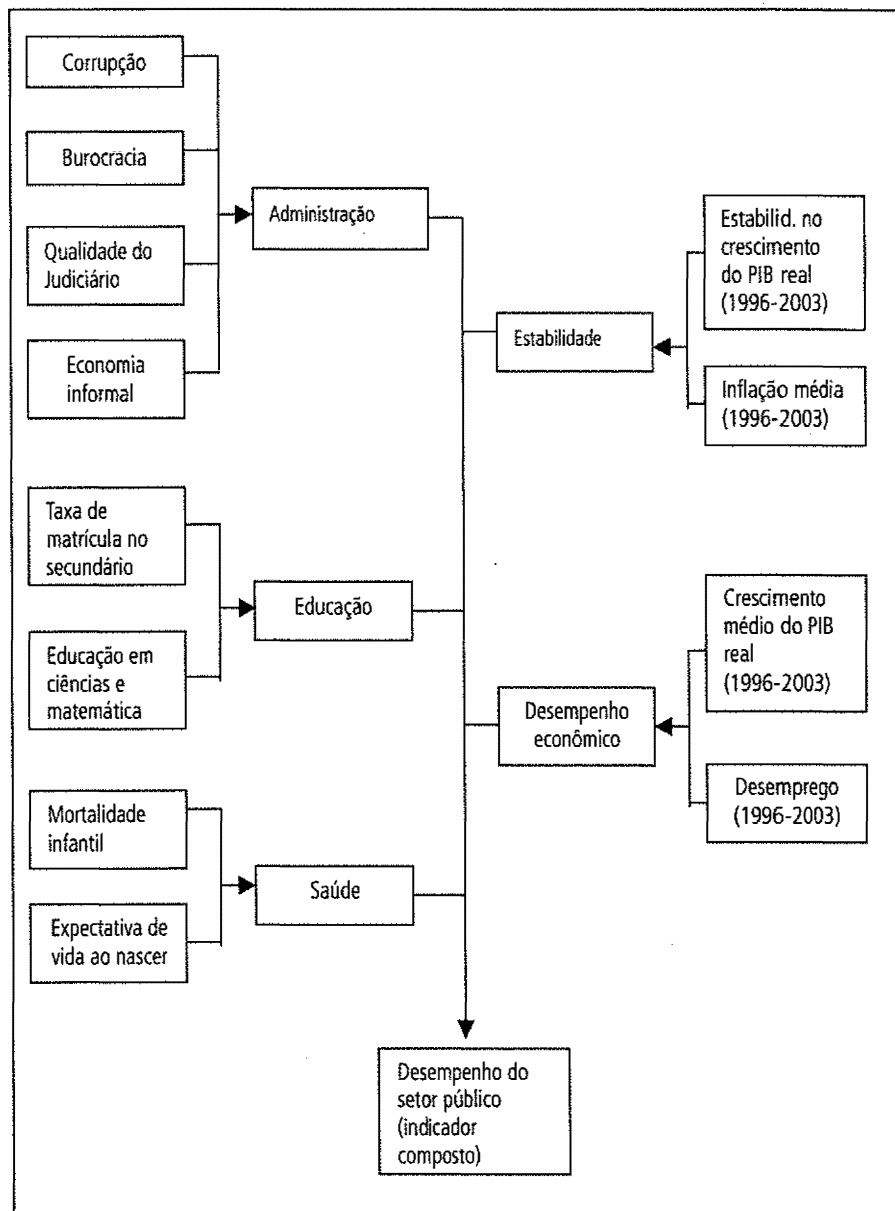 Corrupção
Burocracia
Qualidade do
Judiciário
Economia
informal
Administração
Taxa de
matrícula no
secundário
Educação em
ciências e
matemática
Educação
Mortalidade
infantil
Expectativa de
vida ao nascer
Saúde
Estabilidade
Estabilid. no
crescimento
do PIB real
(1996-2003)
Inflação média
(1996-2003)
Desempenho
econômico
Crescimento
médio do PIB
real
(1996-2003)
Desemprego
(1996-2003)
Desempenho do
setor público
(indicador
composto)